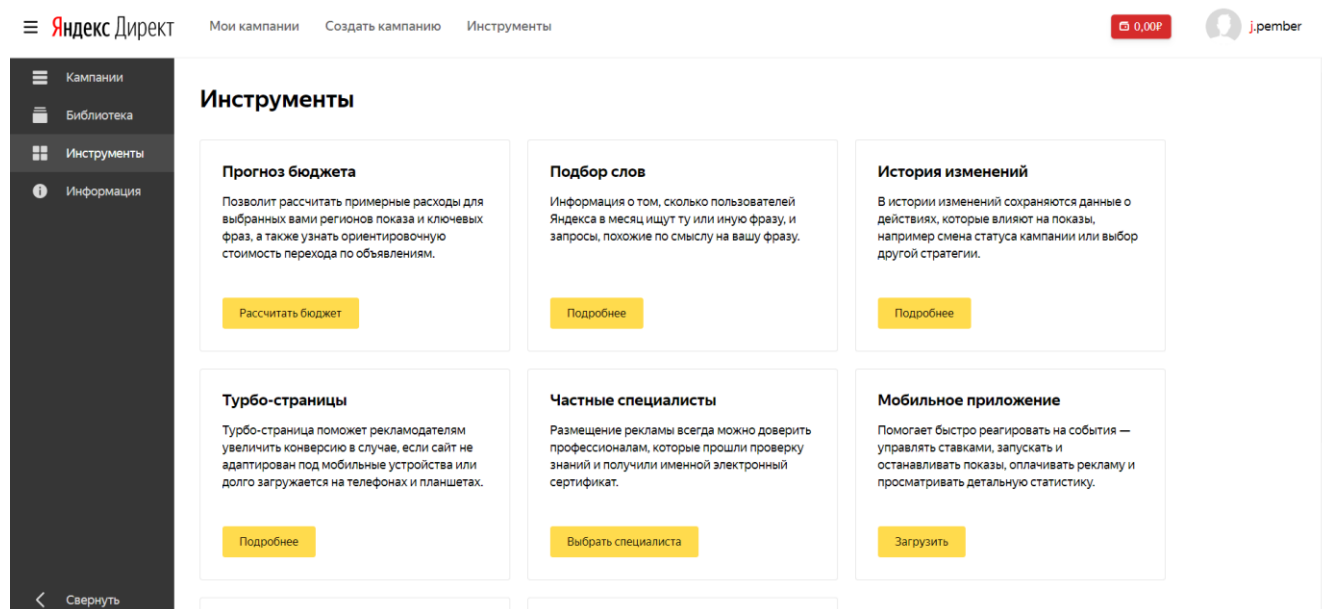 Яндекс Директ Мои кампании Создать кампанию Инструменты 0,00₽ j.pember
Кампании
Библиотека
Инструменты
Информация
Свернуть
Инструменты
Прогноз бюджета
Позволит рассчитать примерные расходы для
выбранных вами регионов показа и ключевых
фраз, а также узнать ориентировочную
стоимость перехода по объявлениям.
Рассчитать бюджет
Подбор слов
Информация о том, сколько пользователей
Яндекса в месяц ищут ту или иную фразу, и
запросы, похожие по смыслу на вашу фразу.
Подробнее
История изменений
В истории изменений сохраняются данные о
действиях, которые влияют на показы,
например смена статуса кампании или выбор
другой стратегии.
Подробнее
Турбо-страницы
Турбо-страница поможет рекламодателям
увеличить конверсию в случае, если сайт не
адаптирован под мобильные устройства или
долго загружается на телефонах и планшетах.
Подробнее
Частные специалисты
Размещение рекламы всегда можно доверить
профессионалам, которые прошли проверку
знаний и получили именной электронный
сертификат.
Выбрать специалиста
Мобильное приложение
Помогает быстро реагировать на события —
управлять ставками, запускать и
останавливать показы, оплачивать рекламу и
просматривать детальную статистику.
Загрузить